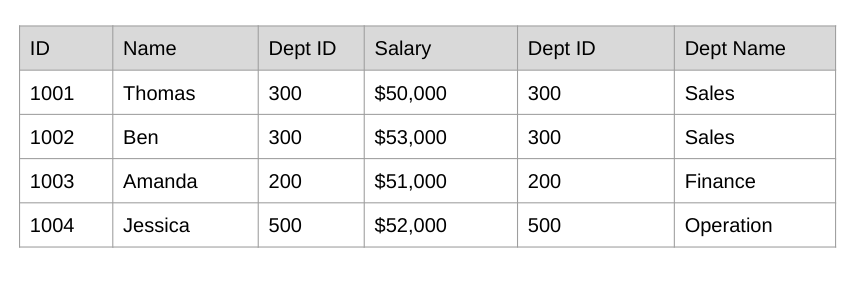 ID Name Dept ID Salary Dept ID Dept Name
1001 Thomas 300 $50,000 300 Sales
1002 Ben 300 $53,000 300 Sales
1003 Amanda 200 $51,000 200 Finance
1004 Jessica 500 $52,000 500 Operation